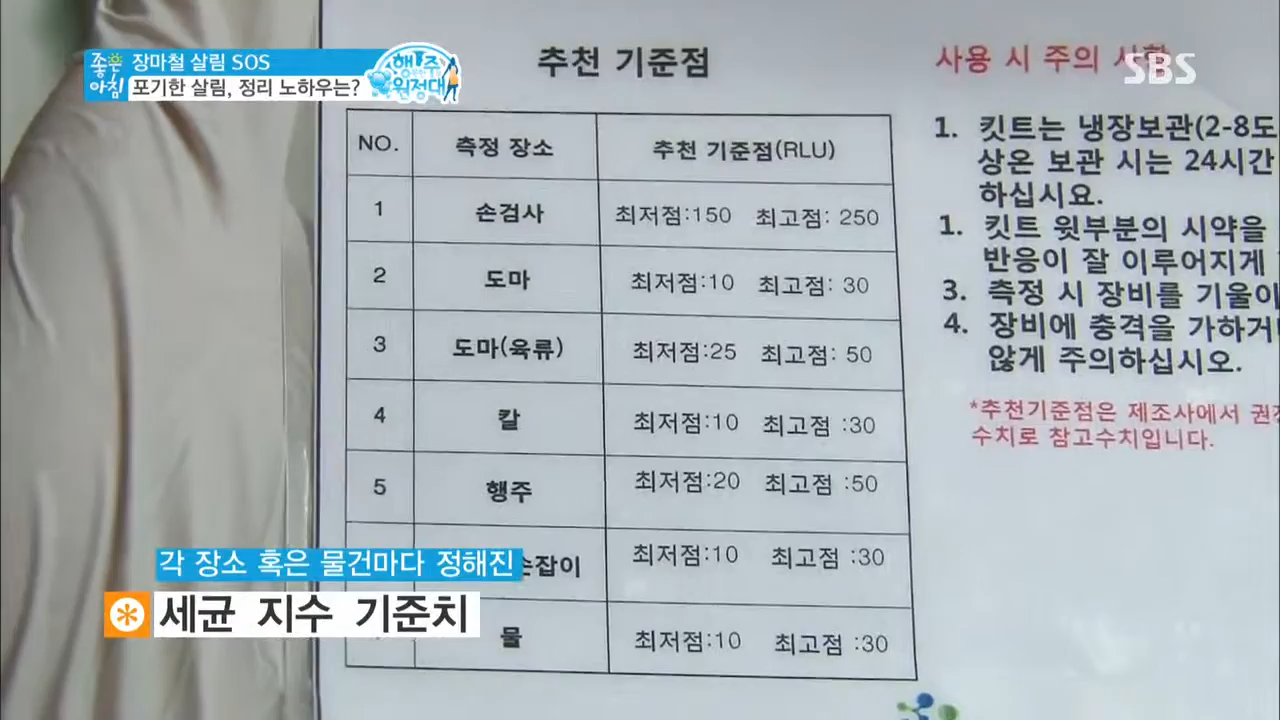 좋은
아침
장마철 살림 SOS
포기한 살림, 정리 노하우는?
행주
원정대
SBS
추천 기준점
NO. 측정 장소 추천 기준점(RLU)
1 손검사 최저점:150 최고점: 250
2 도마 최저점:10 최고점: 30
3 도마(육류) 최저점:25 최고점: 50
4 칼 최저점:10 최고점 :30
5 행주 최저점:20 최고점 :50
손잡이 최저점:10 최고점 :30
물 최저점:10 최고점 :30
사용 시 주의 사항
1. 킷트는 냉장보관(2-8도
상온 보관 시는 24시간
하십시요.
1. 킷트 윗부분의 시약을
반응이 잘 이루어지게
3. 측정 시 장비를 기울이
4. 장비에 충격을 가하거나
않게 주의하십시오.
*추천기준점은 제조사에서 권장
수치로 참고수치입니다.
각 장소 혹은 물건마다 정해진
세균 지수 기준치